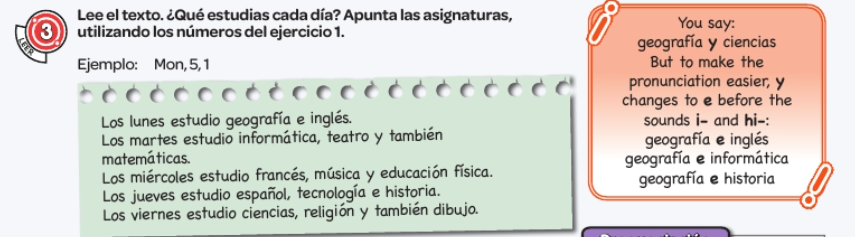 3
LEER
Lee el texto. ¿Qué estudias cada día? Apunta las asignaturas,
utilizando los números del ejercicio 1.
Ejemplo: Mon, 5, 1
Los lunes estudio geografía e inglés.
Los martes estudio informática, teatro y también
matemáticas.
Los miércoles estudio francés, música y educación física.
Los jueves estudio español, tecnología e historia.
Los viernes estudio ciencias, religión y también dibujo.
You say:
geografía y ciencias
But to make the
pronunciation easier, y
changes to e before the
sounds i– and hi–:
geografía e inglés
geografía e informática
geografía e historia